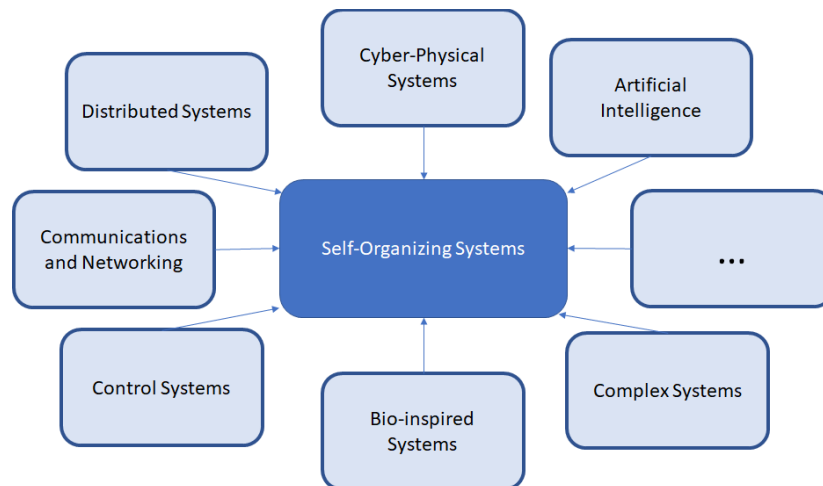 Cyber-Physical
Systems
Artificial
Intelligence
Distributed Systems
Communications
and Networking
Self-Organizing Systems
...
Control Systems
Bio-inspired
Systems
Complex Systems